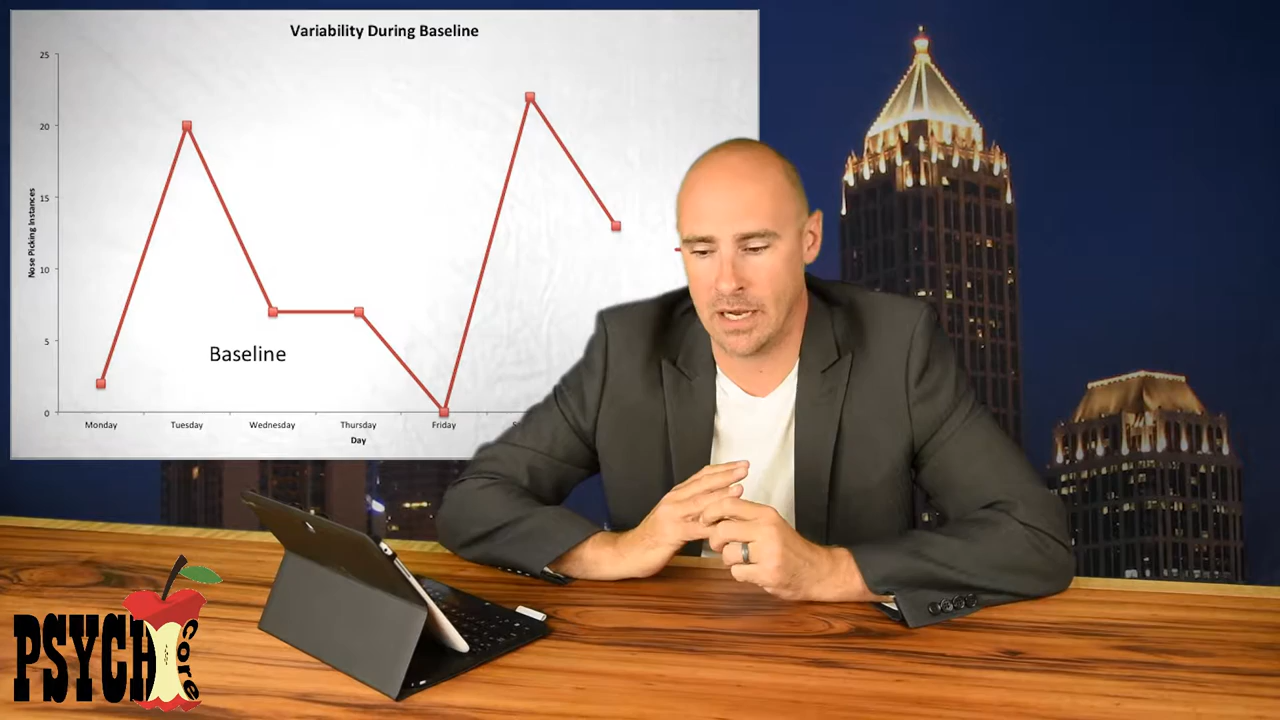 Variability During Baseline
25
20
15
10
5
0
Nose Picking Instances
Baseline
Monday
Tuesday
Wednesday
Thursday
Friday
Day
PSYCH
Core